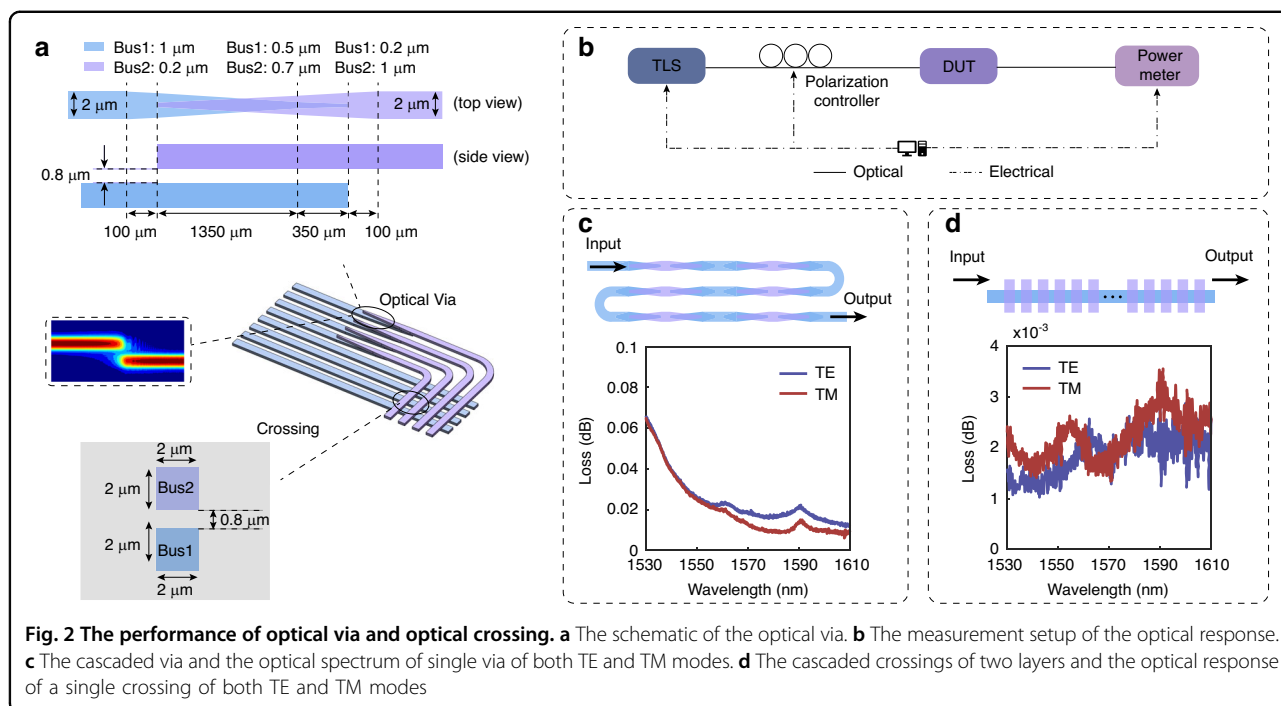 a
Bus1: 1 μm Bus1: 0.5 μm Bus1: 0.2 μm
Bus2: 0.2 μm Bus2: 0.7 μm Bus2: 1 μm
2 μm
2 μm
(top view)
(side view)
0.8 μm
100 μm
1350 μm
350 μm
100 μm
Optical Via
Crossing
2 μm
2 μm
Bus2
0.8 μm
2 μm
Bus1
2 μm
b
TLS
Polarization
controller
DUT
Power
meter
Optical
Electrical
c
Input
Output
0.1
0.08
0.06
0.04
0.02
0
Loss (dB)
TE
TM
1530 1550 1570 1590 1610
Wavelength (nm)
d
Input
Output
x10-3
4
3
2
1
0
Loss (dB)
TE
TM
1530 1550 1570 1590 1610
Wavelength (nm)
Fig. 2 The performance of optical via and optical crossing. a The schematic of the optical via. b The measurement setup of the optical response.
c The cascaded via and the optical spectrum of single via of both TE and TM modes. d The cascaded crossings of two layers and the optical response
of a single crossing of both TE and TM modes